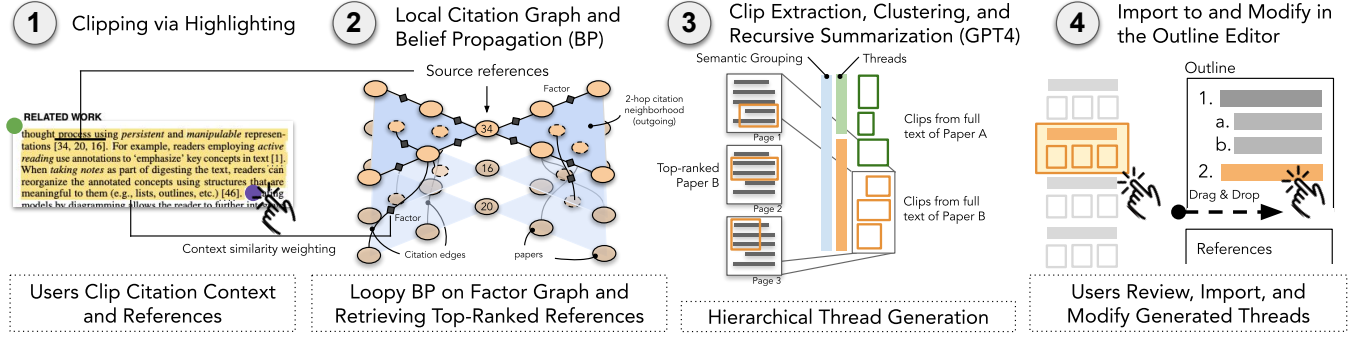 1
Clipping via Highlighting
RELATED WORK
thought process using persistent and manipulable represen-
tations [34, 20, 16]. For example, readers employing active
reading use annotations to 'emphasize' key concepts in text [1].
When taking notes as part of digesting the text, readers can
reorganize the annotated concepts using structures that are
meaningful to them (e.g., lists, outlines, etc.) [46].
models by diagramming allows the reader to further
Context similarity weighting
Users Clip Citation Context
and References
2
Local Citation Graph and
Belief Propagation (BP)
Source references
Factor
2-hop citation
neighborhood
(outgoing)
34
16
20
Factor
Citation edges
papers
Loopy BP on Factor Graph and
Retrieving Top-Ranked References
3
Clip Extraction, Clustering, and
Recursive Summarization (GPT4)
Semantic Grouping
Threads
Page 1
Clips from full
text of Paper A
Top-ranked
Paper B
Page 2
Clips from full
text of Paper B
Page 3
Hierarchical Thread Generation
4
Import to and Modify in
the Outline Editor
Outline
1.
a.
b.
2.
Drag & Drop
References
Users Review, Import, and
Modify Generated Threads